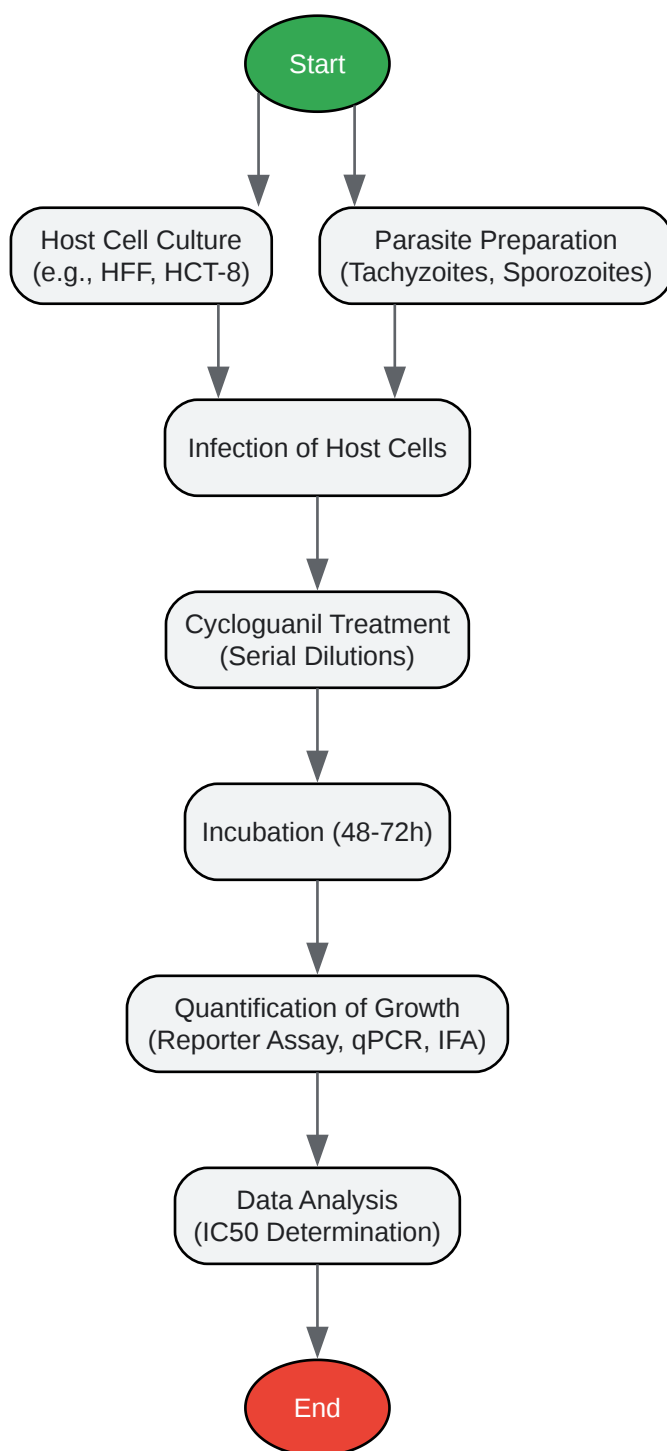 Start
Host Cell Culture
(e.g., HFF, HCT-8)
Parasite Preparation
(Tachyzoites, Sporozoites)
Infection of Host Cells
Cycloguanil Treatment
(Serial Dilutions)
Incubation (48-72h)
Quantification of Growth
(Reporter Assay, qPCR, IFA)
Data Analysis
(IC50 Determination)
End